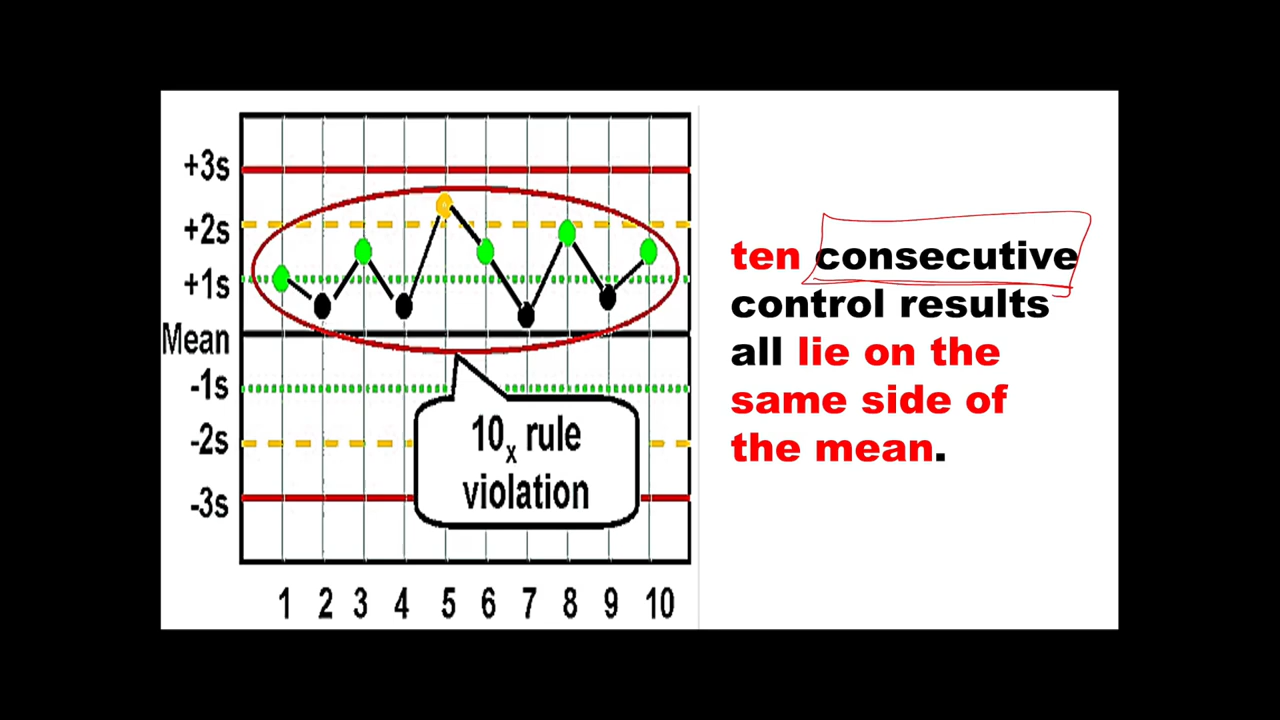 +3s
+2s
+1s
Mean
-1s
-2s
-3s
10x rule
violation
1 2 3 4 5 6 7 8 9 10
ten consecutive
control results
all lie on the
same side of
the mean.